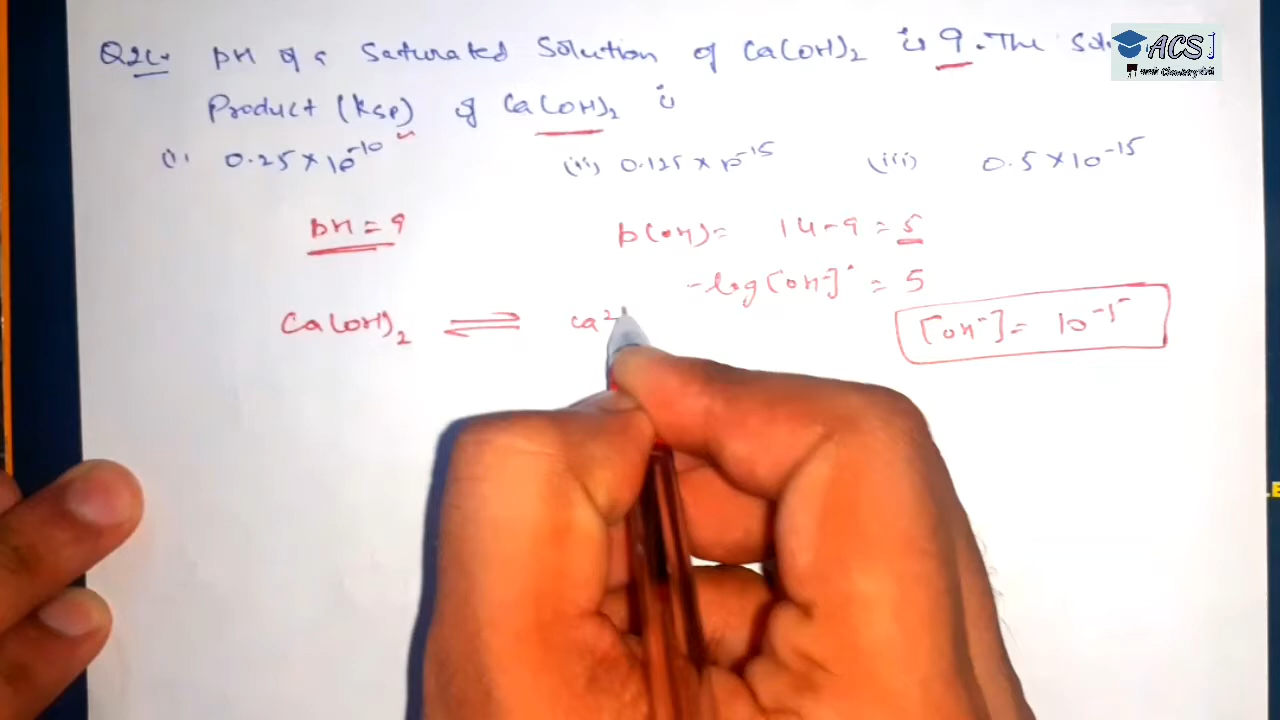 Q26. pH of a Saturated Solution of Ca(OH)2 is 9. The
Product (Ksp) of Ca(OH)2 is
(i). 0.25 × 10^-10 (ii) 0.125 × 10^-15 (iii) 0.5 × 10^-15
pH = 9 p(OH)= 14-9 = 5
-log[OH-] = 5
Ca(OH)2 ⇌ Ca2+ [OH-]= 10^-5
ACS